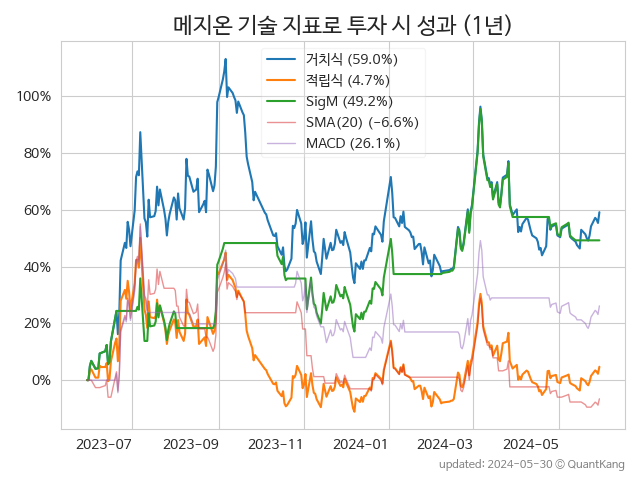 메지온 기술 지표로 투자 시 성과 (1년)
거치식 (59.0%)
적립식 (4.7%)
SigM (49.2%)
SMA(20) (-6.6%)
MACD (26.1%)
100%
80%
60%
40%
20%
0%
2023-07 2023-09 2023-11 2024-01 2024-03 2024-05
updated: 2024-05-30 © QuantKang